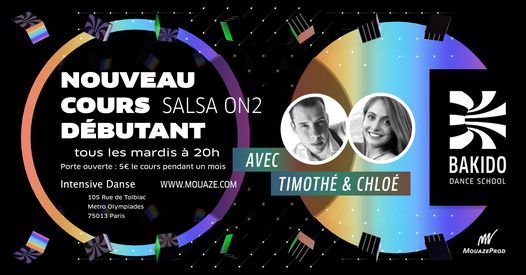 NOUVEAU
COURS SALSA ON2
DÉBUTANT
tous les mardis à 20h
Porte ouverte : 5€ le cours pendant un mois
Intensive Danse WWW.MOUAZE.COM
105 Rue de Tolbiac
Metro Olympiades
75013 Paris
AVEC
TIMOTHÉ & CHLOÉ
BAKIDO
DANCE SCHOOL
MOUAZEPROD